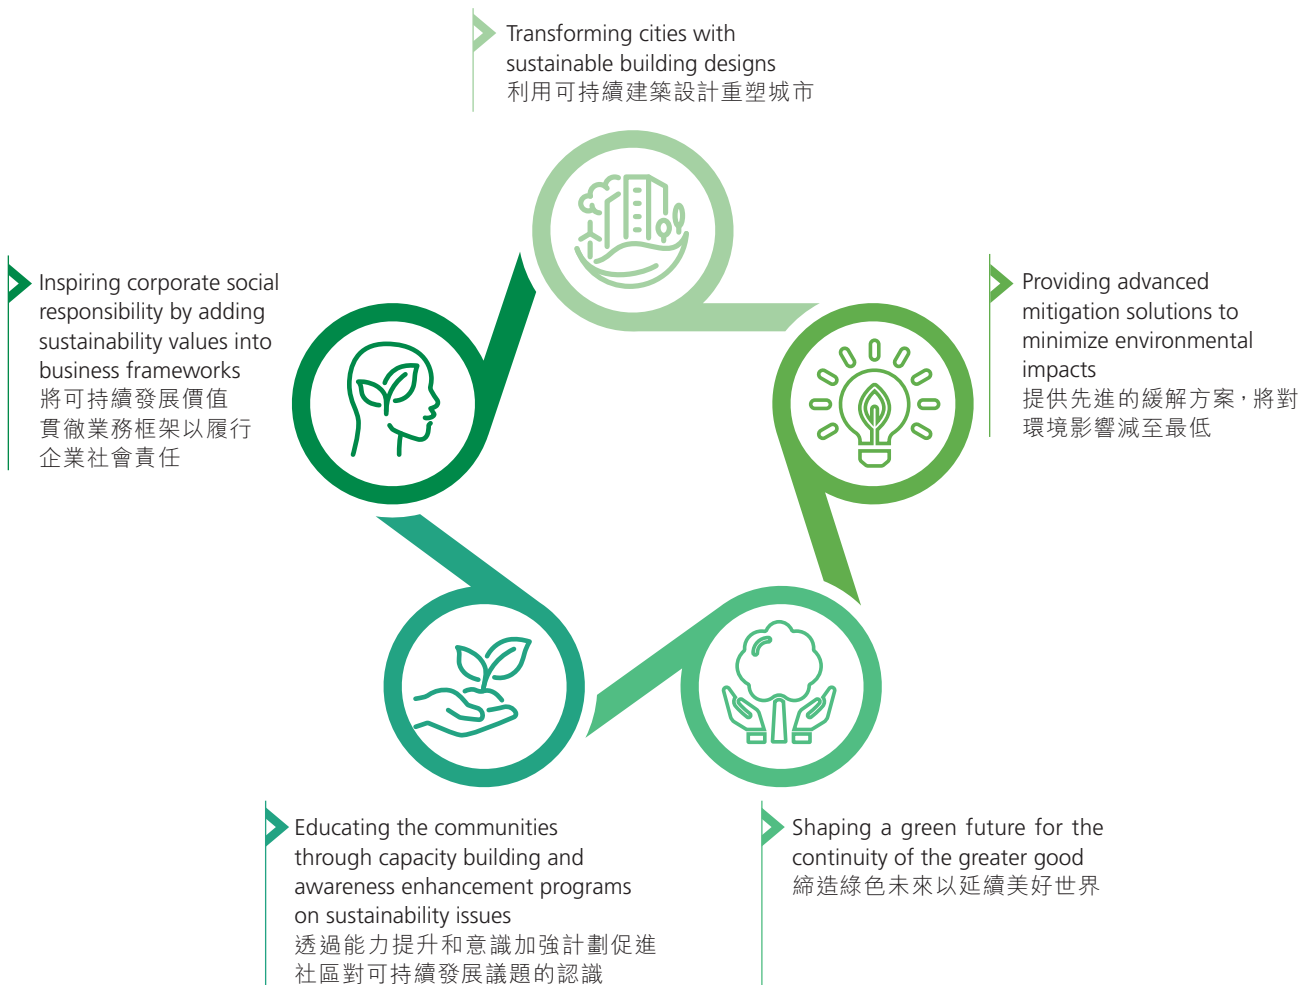 Transforming cities with
sustainable building designs
利用可持續建築設計重塑城市
Inspiring corporate social
responsibility by adding
sustainability values into
business frameworks
將可持續發展價值
貫徹業務框架以履行
企業社會責任
Providing advanced
mitigation solutions to
minimize environmental
impacts
提供先進的緩解方案，將對
環境影響減至最低
Educating the communities
through capacity building and
awareness enhancement programs
on sustainability issues
透過能力提升和意識加強計劃促進
社區對可持續發展議題的認識
Shaping a green future for the
continuity of the greater good
締造綠色未來以延續美好世界